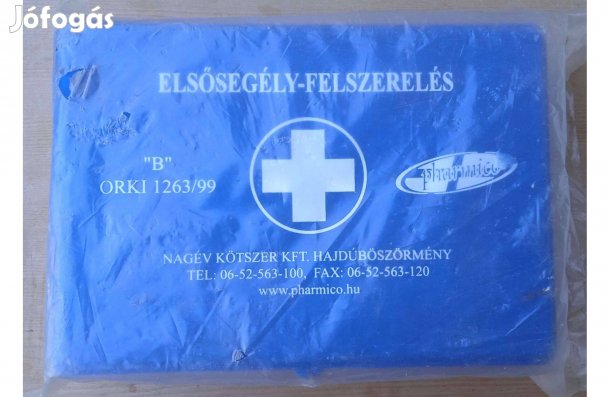 Jófogás
ELSŐSEGÉLY-FELSZERELÉS
"B"
ORKI 1263/99
pharmico
NAGÉV KÖTSZER KFT. HAJDÚBÖSZÖRMÉNY
TEL: 06-52-563-100, FAX: 06-52-563-120
www.pharmico.hu